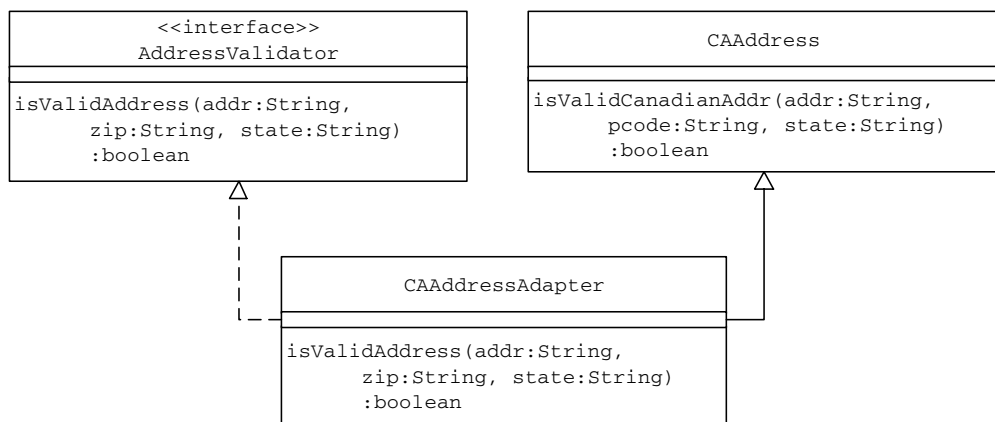 <<interface>>
AddressValidator
isValidAddress(addr:String,
zip:String, state:String)
:boolean
CAAddress
isValidCanadianAddr(addr:String,
pcode:String, state:String)
:boolean
CAAddressAdapter
isValidAddress(addr:String,
zip:String, state:String)
:boolean